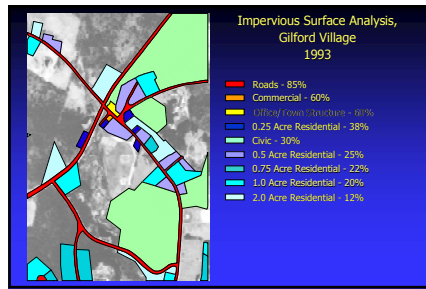 Impervious Surface Analysis,
Gilford Village
1993
Roads - 85%
Commercial - 60%
Office/Town Structure - 60%
0.25 Acre Residential - 38%
Civic - 30%
0.5 Acre Residential - 25%
0.75 Acre Residential - 22%
1.0 Acre Residential - 20%
2.0 Acre Residential - 12%